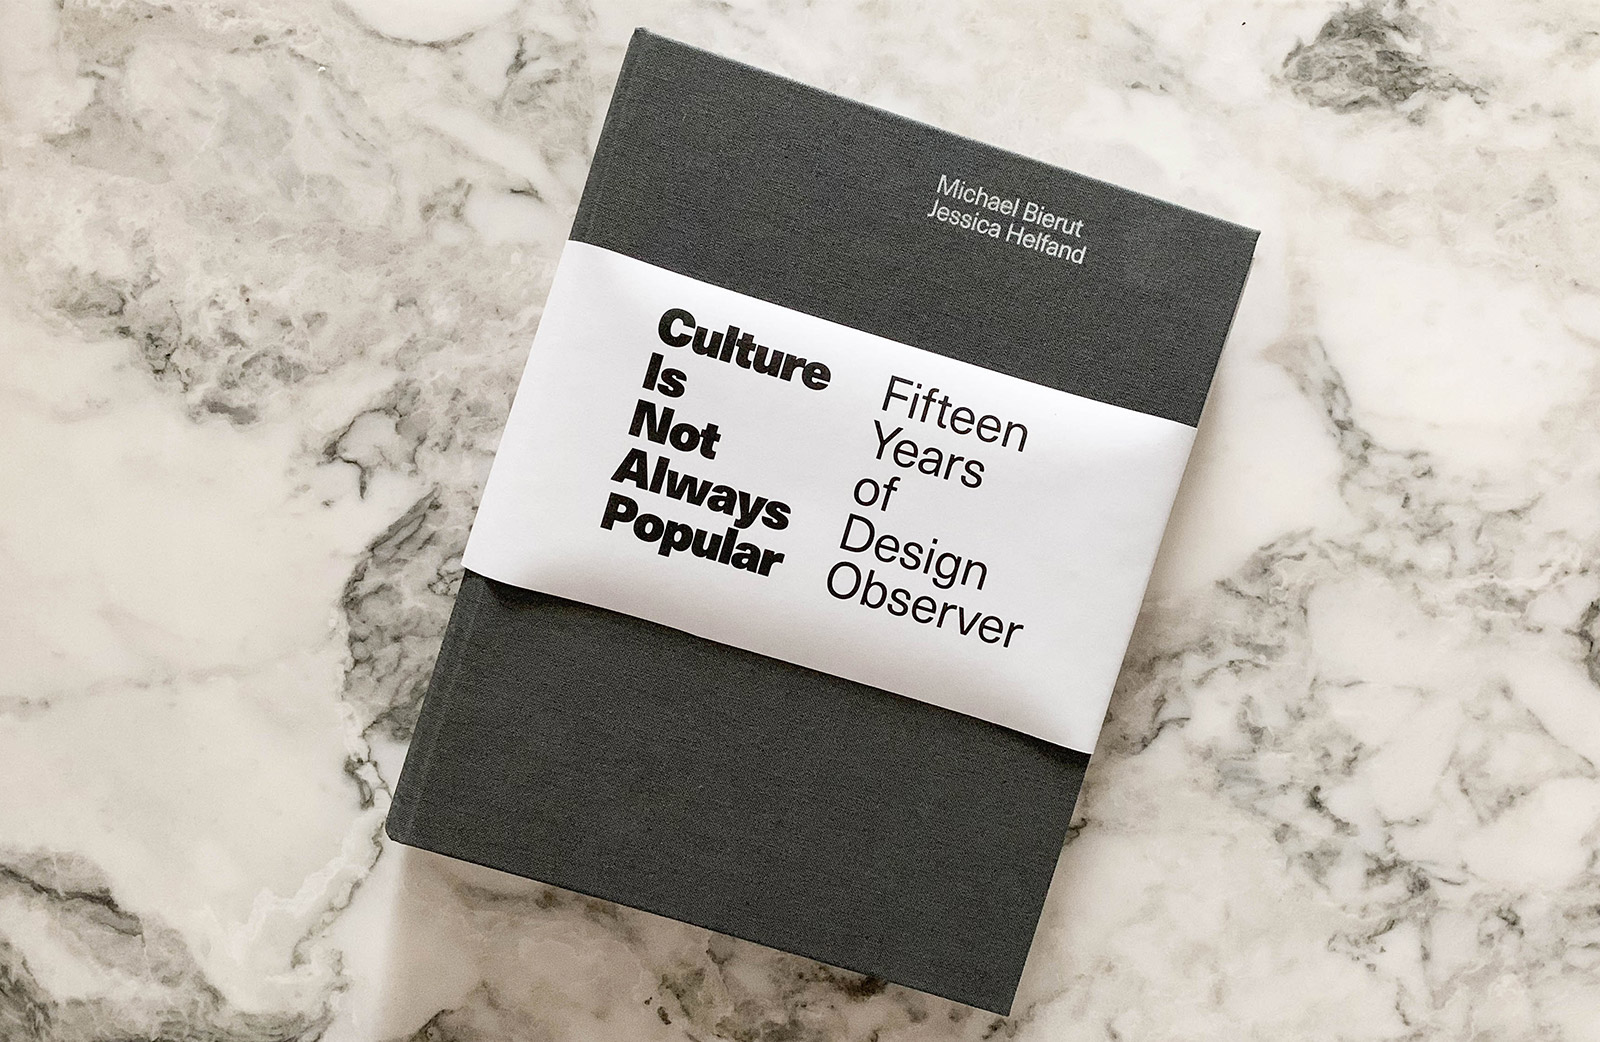 Michael Bierut
Jessica Helfand
Culture
Is
Not
Always
Popular
Fifteen
Years
of
Design
Observer